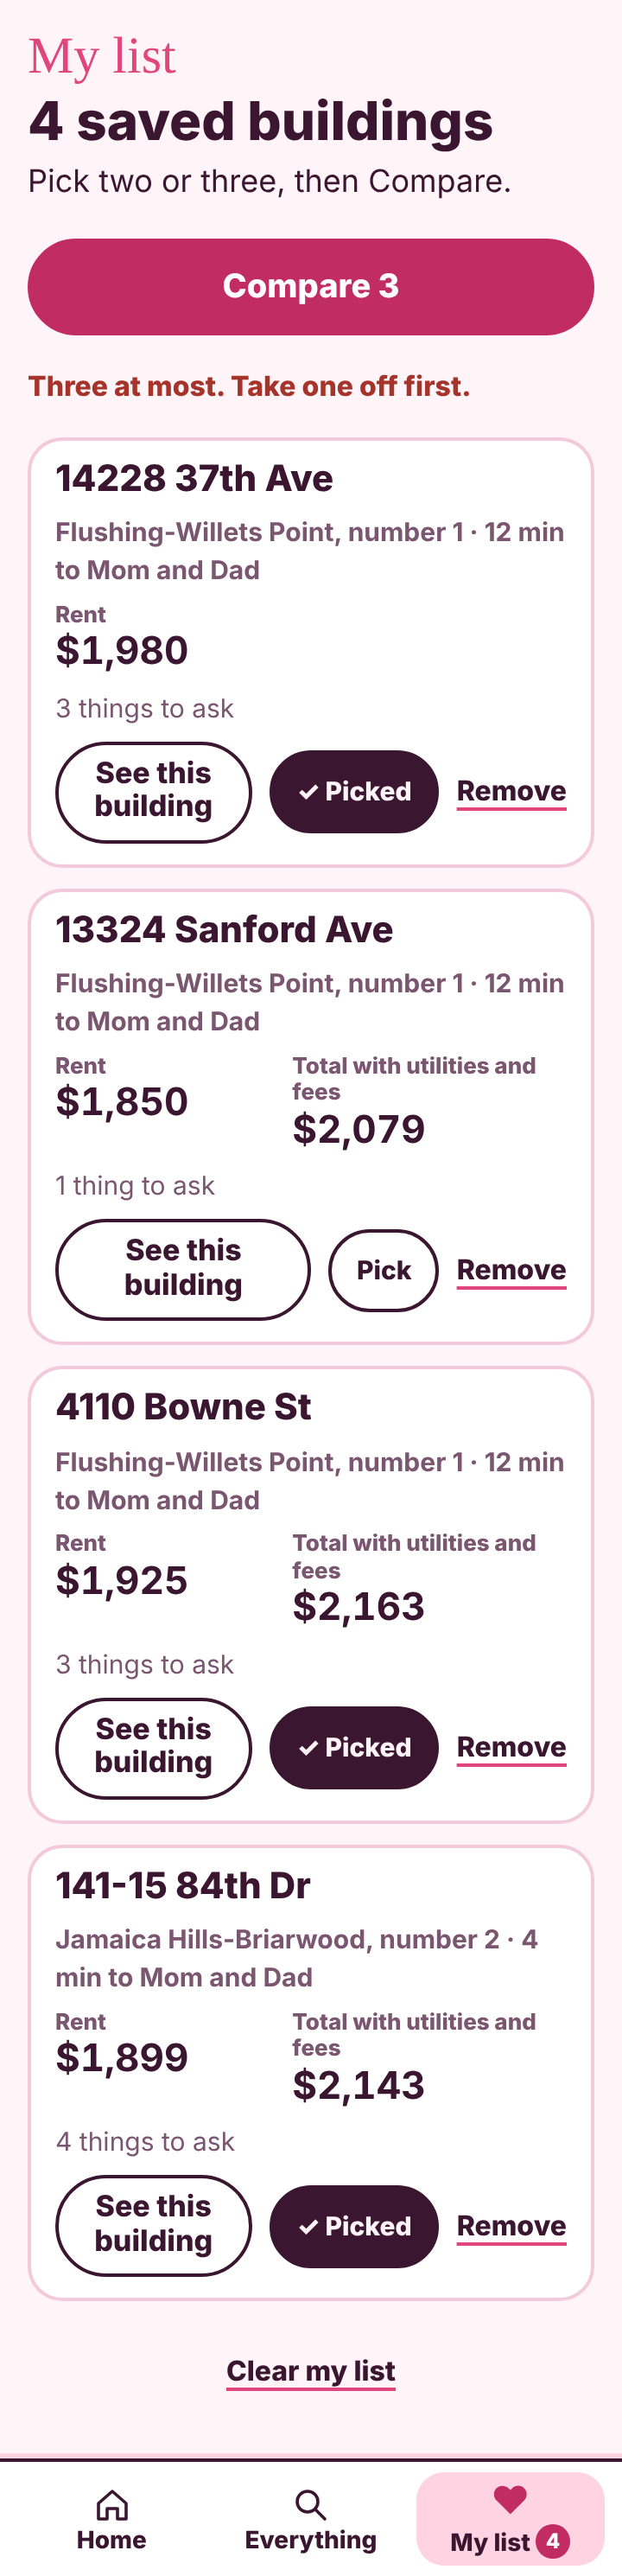 My list
4 saved buildings
Pick two or three, then Compare.
Compare 3
Three at most. Take one off first.
14228 37th Ave
Flushing-Willets Point, number 1 · 12 min
to Mom and Dad
Rent
$1,980
3 things to ask
See this
building
✓ Picked
Remove
13324 Sanford Ave
Flushing-Willets Point, number 1 · 12 min
to Mom and Dad
Rent
$1,850
Total with utilities and
fees
$2,079
1 thing to ask
See this
building
Pick
Remove
4110 Bowne St
Flushing-Willets Point, number 1 · 12 min
to Mom and Dad
Rent
$1,925
Total with utilities and
fees
$2,163
3 things to ask
See this
building
✓ Picked
Remove
141-15 84th Dr
Jamaica Hills-Briarwood, number 2 · 4
min to Mom and Dad
Rent
$1,899
Total with utilities and
fees
$2,143
4 things to ask
See this
building
✓ Picked
Remove
Clear my list
Home
Everything
My list 4